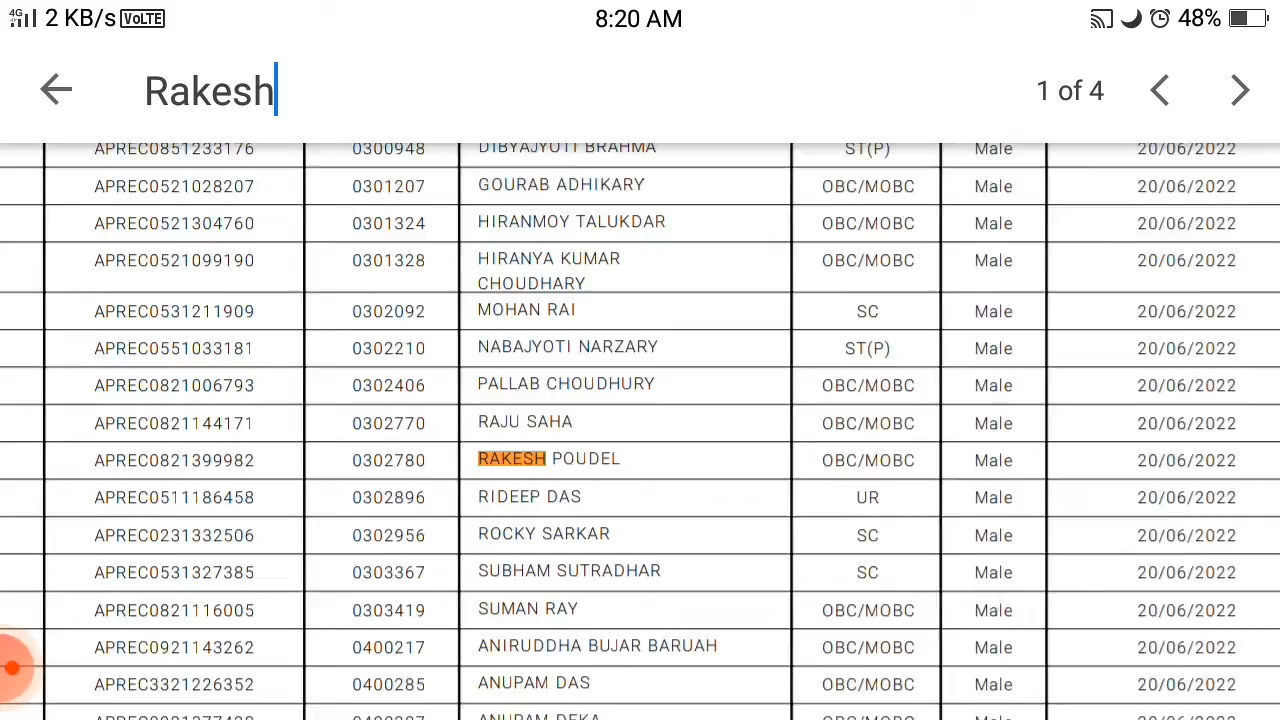 4G 2 KB/s VoLTE 8:20 AM 48%
Rakesh 1 of 4
APREC0851233176 0300948 DIBYAJYOTI BRAHMA ST(P) Male 20/06/2022
APREC0521028207 0301207 GOURAB ADHIKARY OBC/MOBC Male 20/06/2022
APREC0521304760 0301324 HIRANMOY TALUKDAR OBC/MOBC Male 20/06/2022
APREC0521099190 0301328 HIRANYA KUMAR OBC/MOBC Male 20/06/2022
CHOUDHARY
APREC0531211909 0302092 MOHAN RAI SC Male 20/06/2022
APREC0551033181 0302210 NABAJYOTI NARZARY ST(P) Male 20/06/2022
APREC0821006793 0302406 PALLAB CHOUDHURY OBC/MOBC Male 20/06/2022
APREC0821144171 0302770 RAJU SAHA OBC/MOBC Male 20/06/2022
APREC0821399982 0302780 RAKESH POUDEL OBC/MOBC Male 20/06/2022
APREC0511186458 0302896 RIDEEP DAS UR Male 20/06/2022
APREC0231332506 0302956 ROCKY SARKAR SC Male 20/06/2022
APREC0531327385 0303367 SUBHAM SUTRADHAR SC Male 20/06/2022
APREC0821116005 0303419 SUMAN RAY OBC/MOBC Male 20/06/2022
APREC0921143262 0400217 ANIRUDDHA BUJAR BARUAH OBC/MOBC Male 20/06/2022
APREC3321226352 0400285 ANUPAM DAS OBC/MOBC Male 20/06/2022
ANUPAM DEKA